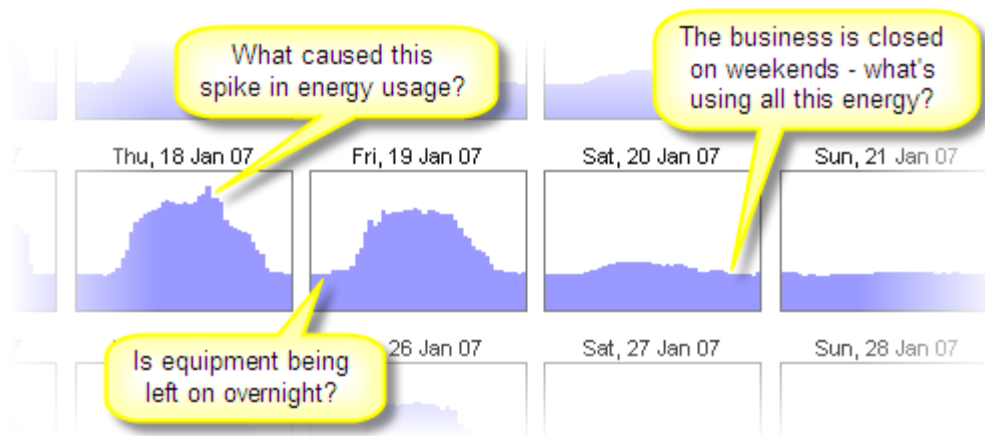 What caused this
spike in energy usage?
The business is closed
on weekends - what's
using all this energy?
Thu, 18 Jan 07
Fri, 19 Jan 07
Sat, 20 Jan 07
Sun, 21 Jan 07
Is equipment being
left on overnight?
26 Jan 07
Sat, 27 Jan 07
Sun, 28 Jan 07